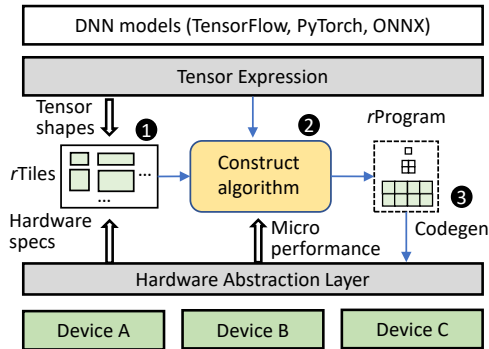 DNN models (TensorFlow, PyTorch, ONNX)
Tensor Expression
Tensor
shapes
1
2
rProgram
rTiles
...
...
Construct
algorithm
3
Hardware
specs
Micro
performance
Codegen
Hardware Abstraction Layer
Device A
Device B
Device C